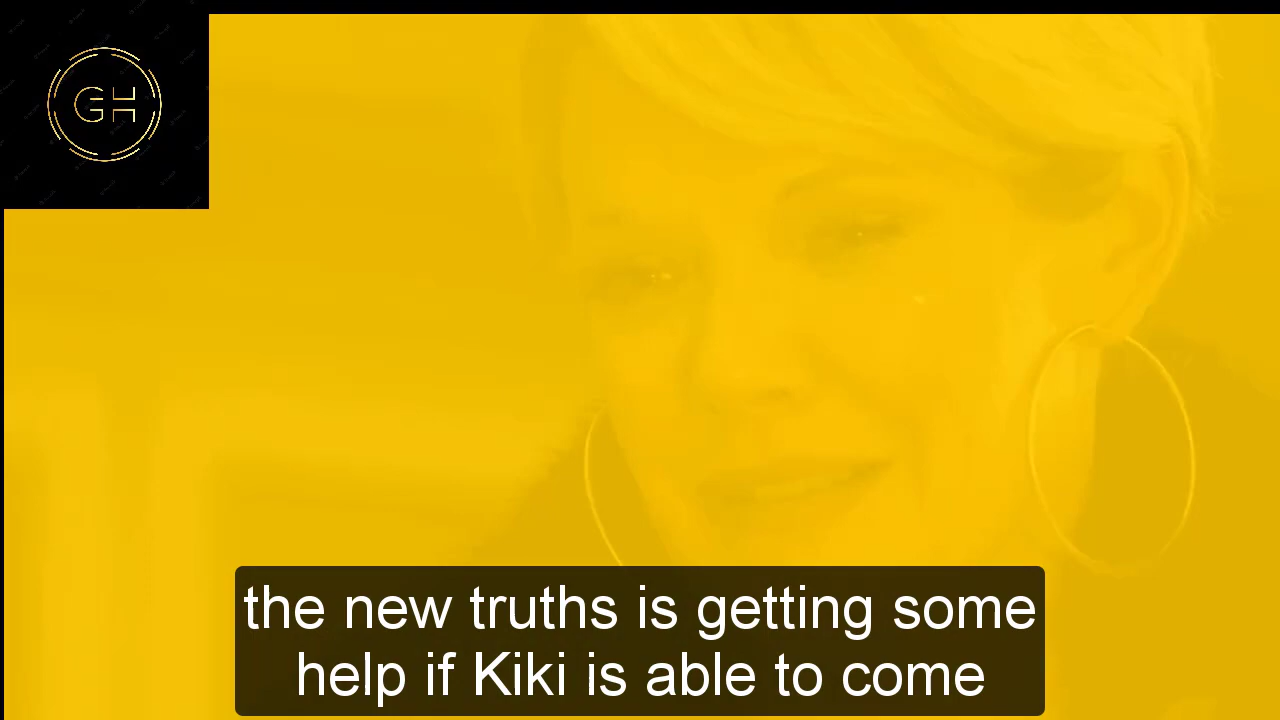 GH
the new truths is getting some
help if Kiki is able to come